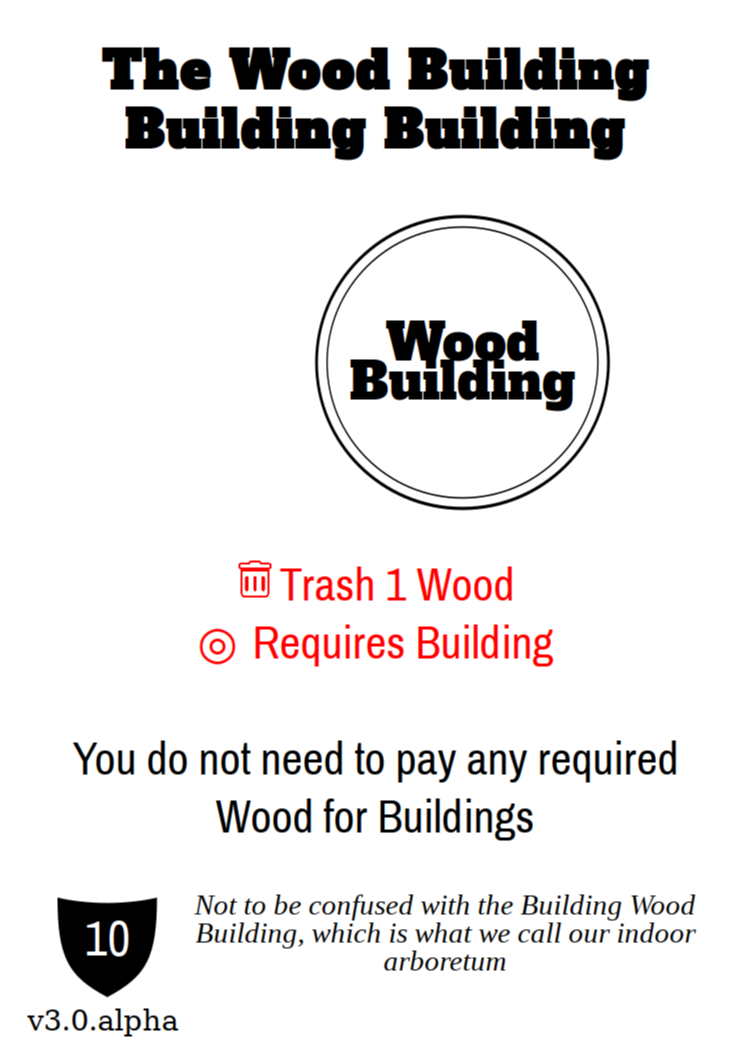 The Wood Building
Building Building
Wood
Building
Trash 1 Wood
◎ Requires Building
You do not need to pay any required
Wood for Buildings
10
Not to be confused with the Building Wood
Building, which is what we call our indoor
arboretum
v3.0.alpha